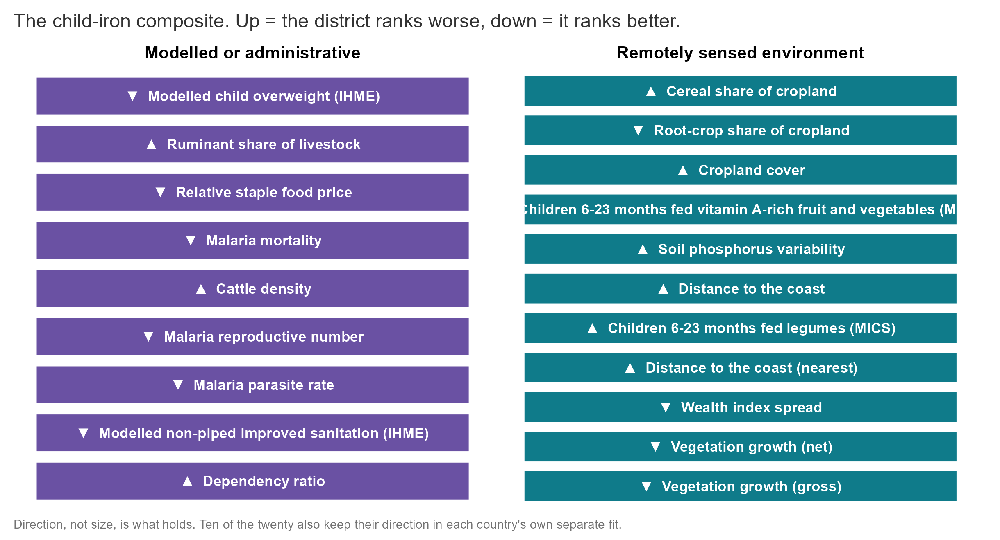 The child-iron composite. Up = the district ranks worse, down = it ranks better.
Modelled or administrative
▼ Modelled child overweight (IHME)
▲ Ruminant share of livestock
▼ Relative staple food price
▼ Malaria mortality
▲ Cattle density
▼ Malaria reproductive number
▼ Malaria parasite rate
▼ Modelled non-piped improved sanitation (IHME)
▲ Dependency ratio
Remotely sensed environment
▲ Cereal share of cropland
▼ Root-crop share of cropland
▲ Cropland cover
Children 6-23 months fed vitamin A-rich fruit and vegetables (M
▲ Soil phosphorus variability
▲ Distance to the coast
▲ Children 6-23 months fed legumes (MICS)
▲ Distance to the coast (nearest)
▼ Wealth index spread
▼ Vegetation growth (net)
▼ Vegetation growth (gross)
Direction, not size, is what holds. Ten of the twenty also keep their direction in each country's own separate fit.